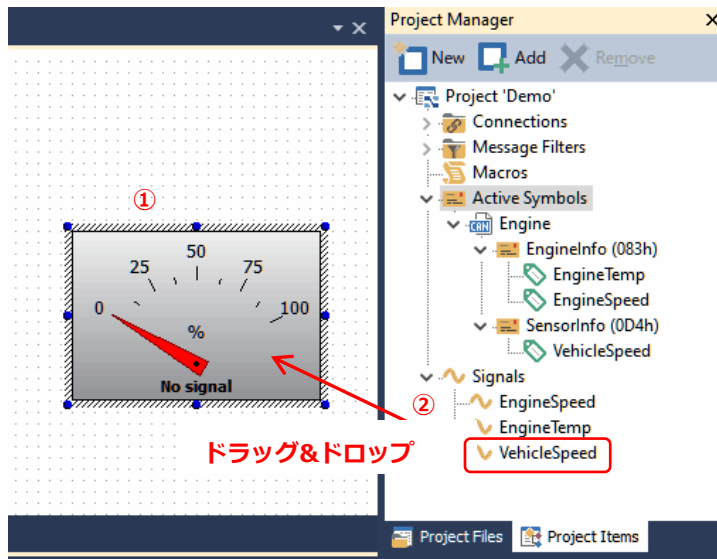 Project Manager
New Add Remove
Project 'Demo'
Connections
Message Filters
Macros
①
Active Symbols
Engine
EngineInfo (083h)
EngineTemp
EngineSpeed
SensorInfo (0D4h)
VehicleSpeed
0 25 50 75 100
%
No signal
Signals
②
EngineSpeed
EngineTemp
ドラッグ&ドロップ
VehicleSpeed
Project Files Project Items
CAN